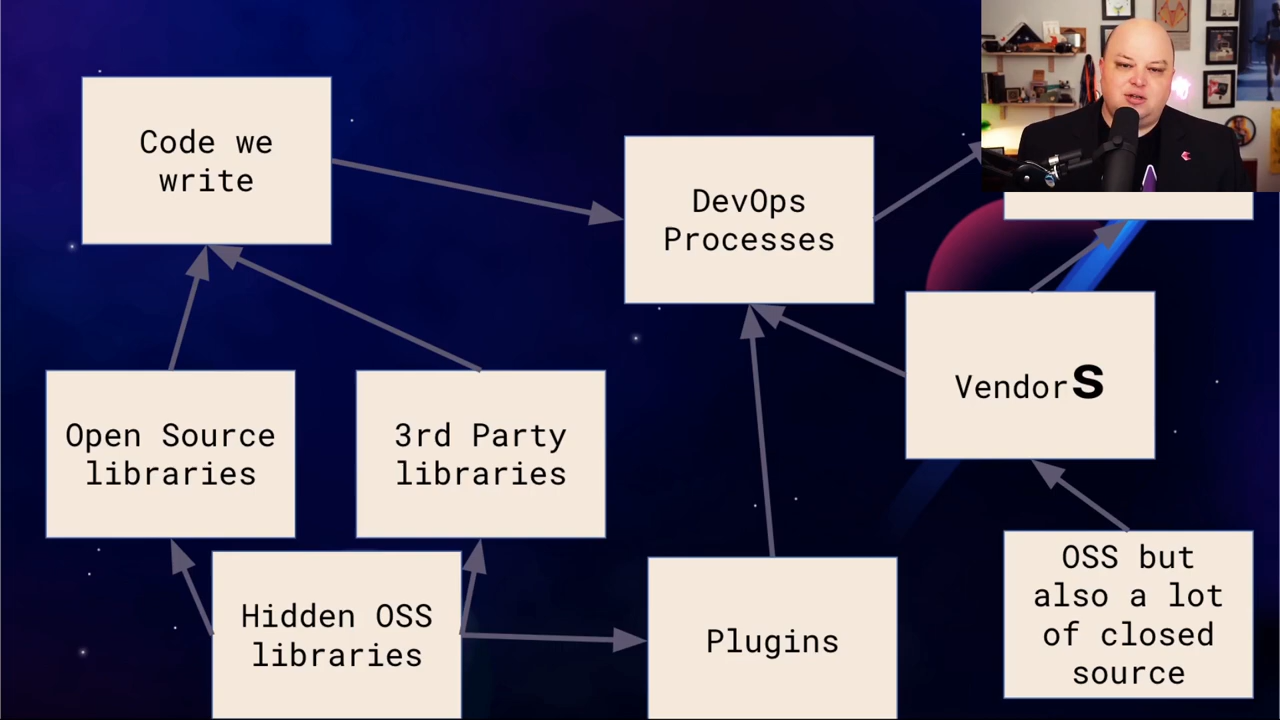 Code we
write
DevOps
Processes
Vendors
Open Source
libraries
3rd Party
libraries
Hidden OSS
libraries
Plugins
OSS but
also a lot
of closed
source